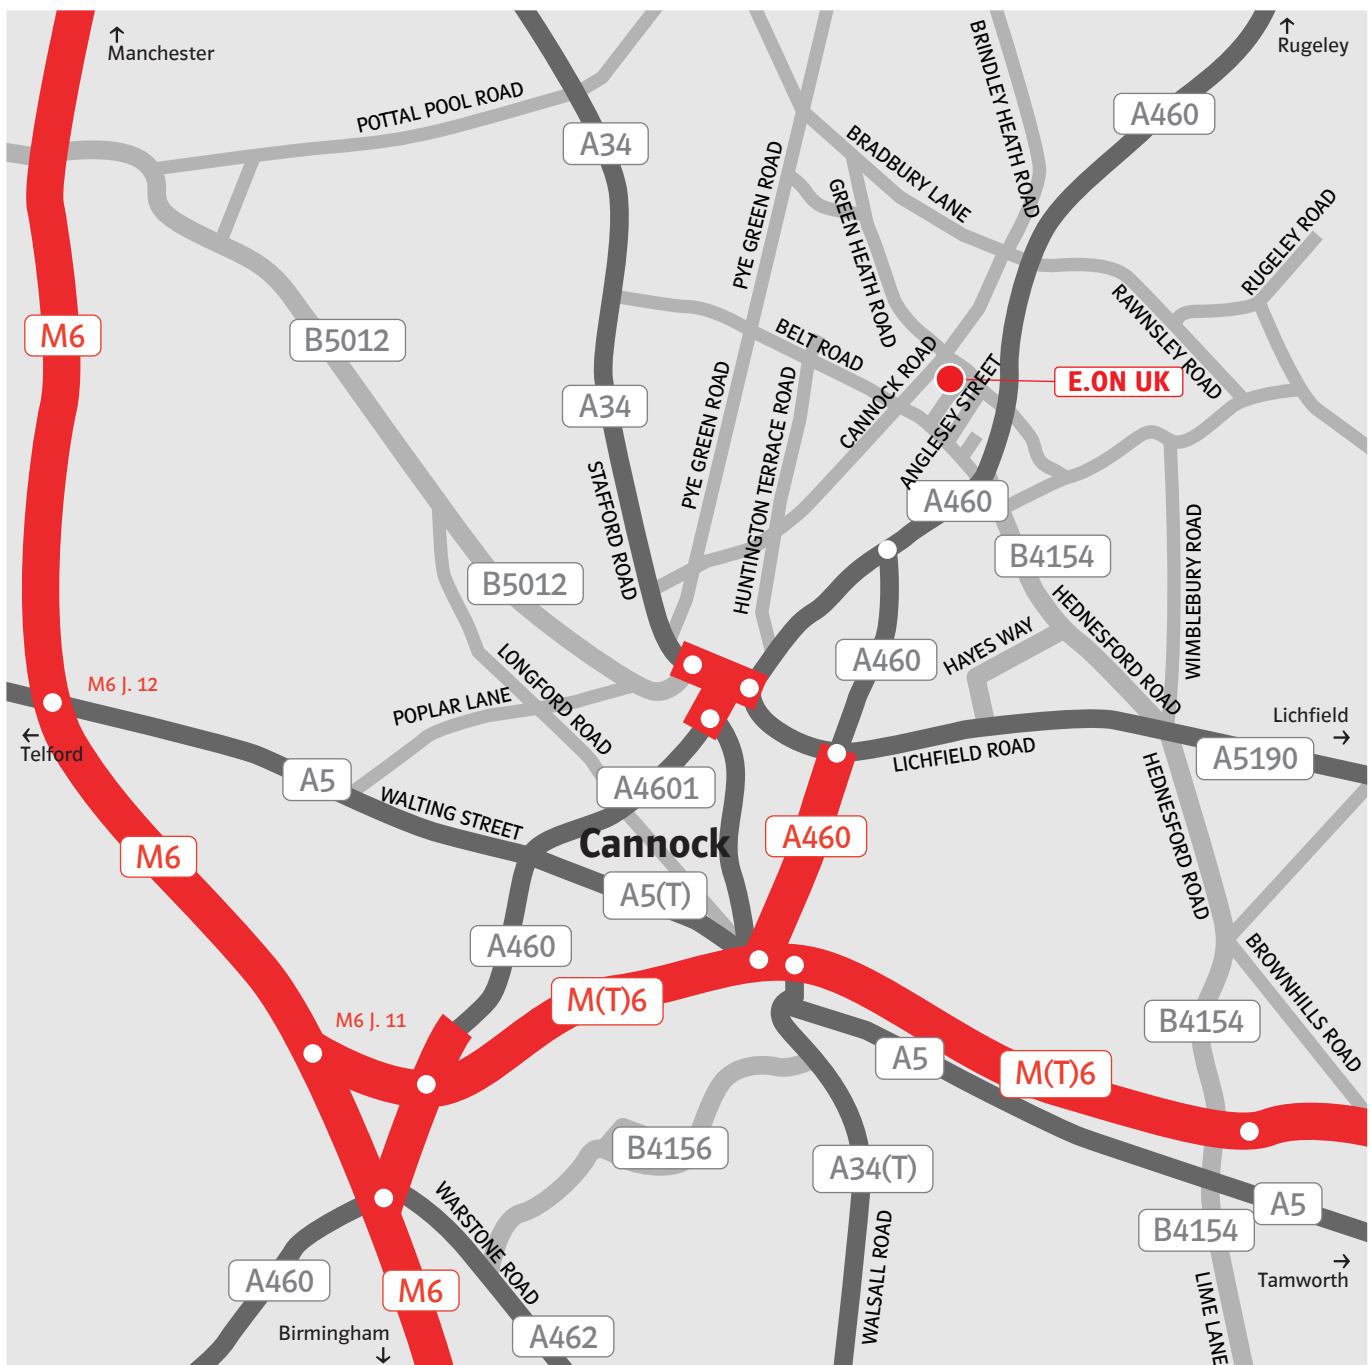 ↑
Manchester
↑
Rugeley
BRINDLEY HEATH ROAD
POTTAL POOL ROAD
A34
A460
BRADBURY LANE
PYE GREEN ROAD
GREEN HEATH ROAD
RUGELEY ROAD
M6
B5012
BELT ROAD
RAWNSLEY ROAD
CANNOCK ROAD
ANGLESEY STREET
E.ON UK
A34
PYE GREEN ROAD
HUNTINGTON TERRACE ROAD
STAFFORD ROAD
A460
B4154
WIMBLEBURY ROAD
B5012
HEDNESFORD ROAD
HAYES WAY
A460
LONGFORD ROAD
M6 J. 12
POPLAR LANE
←
Telford
Lichfield
→
LICHFIELD ROAD
A5190
A5
A4601
WALTING STREET
HEDNESFORD ROAD
Cannock
A460
M6
A5(T)
A460
BROWNHILLS ROAD
M(T)6
M6 J. 11
B4154
A5
M(T)6
B4156
A34(T)
WARSTONE ROAD
A5
B4154
A460
M6
WALSALL ROAD
→
Tamworth
LIME LANE
Birmingham
↓
A462